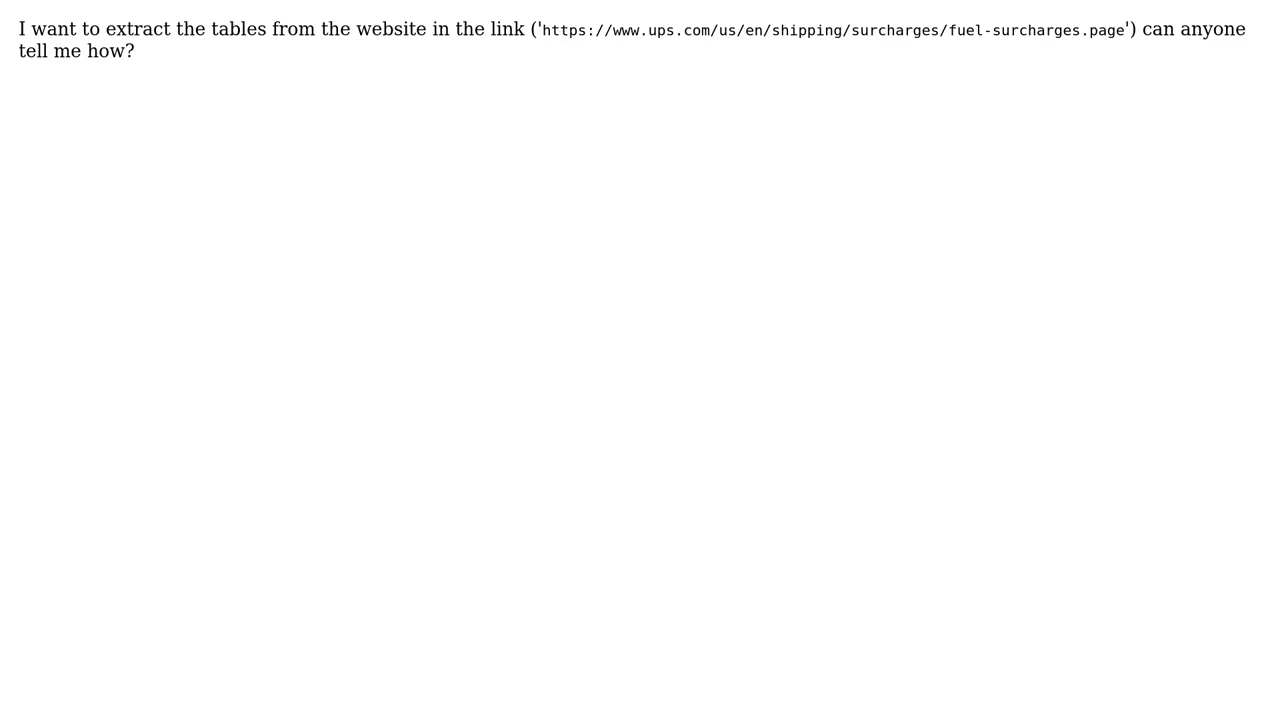 I want to extract the tables from the website in the link ('https://www.ups.com/us/en/shipping/surcharges/fuel-surcharges.page') can anyone
tell me how?